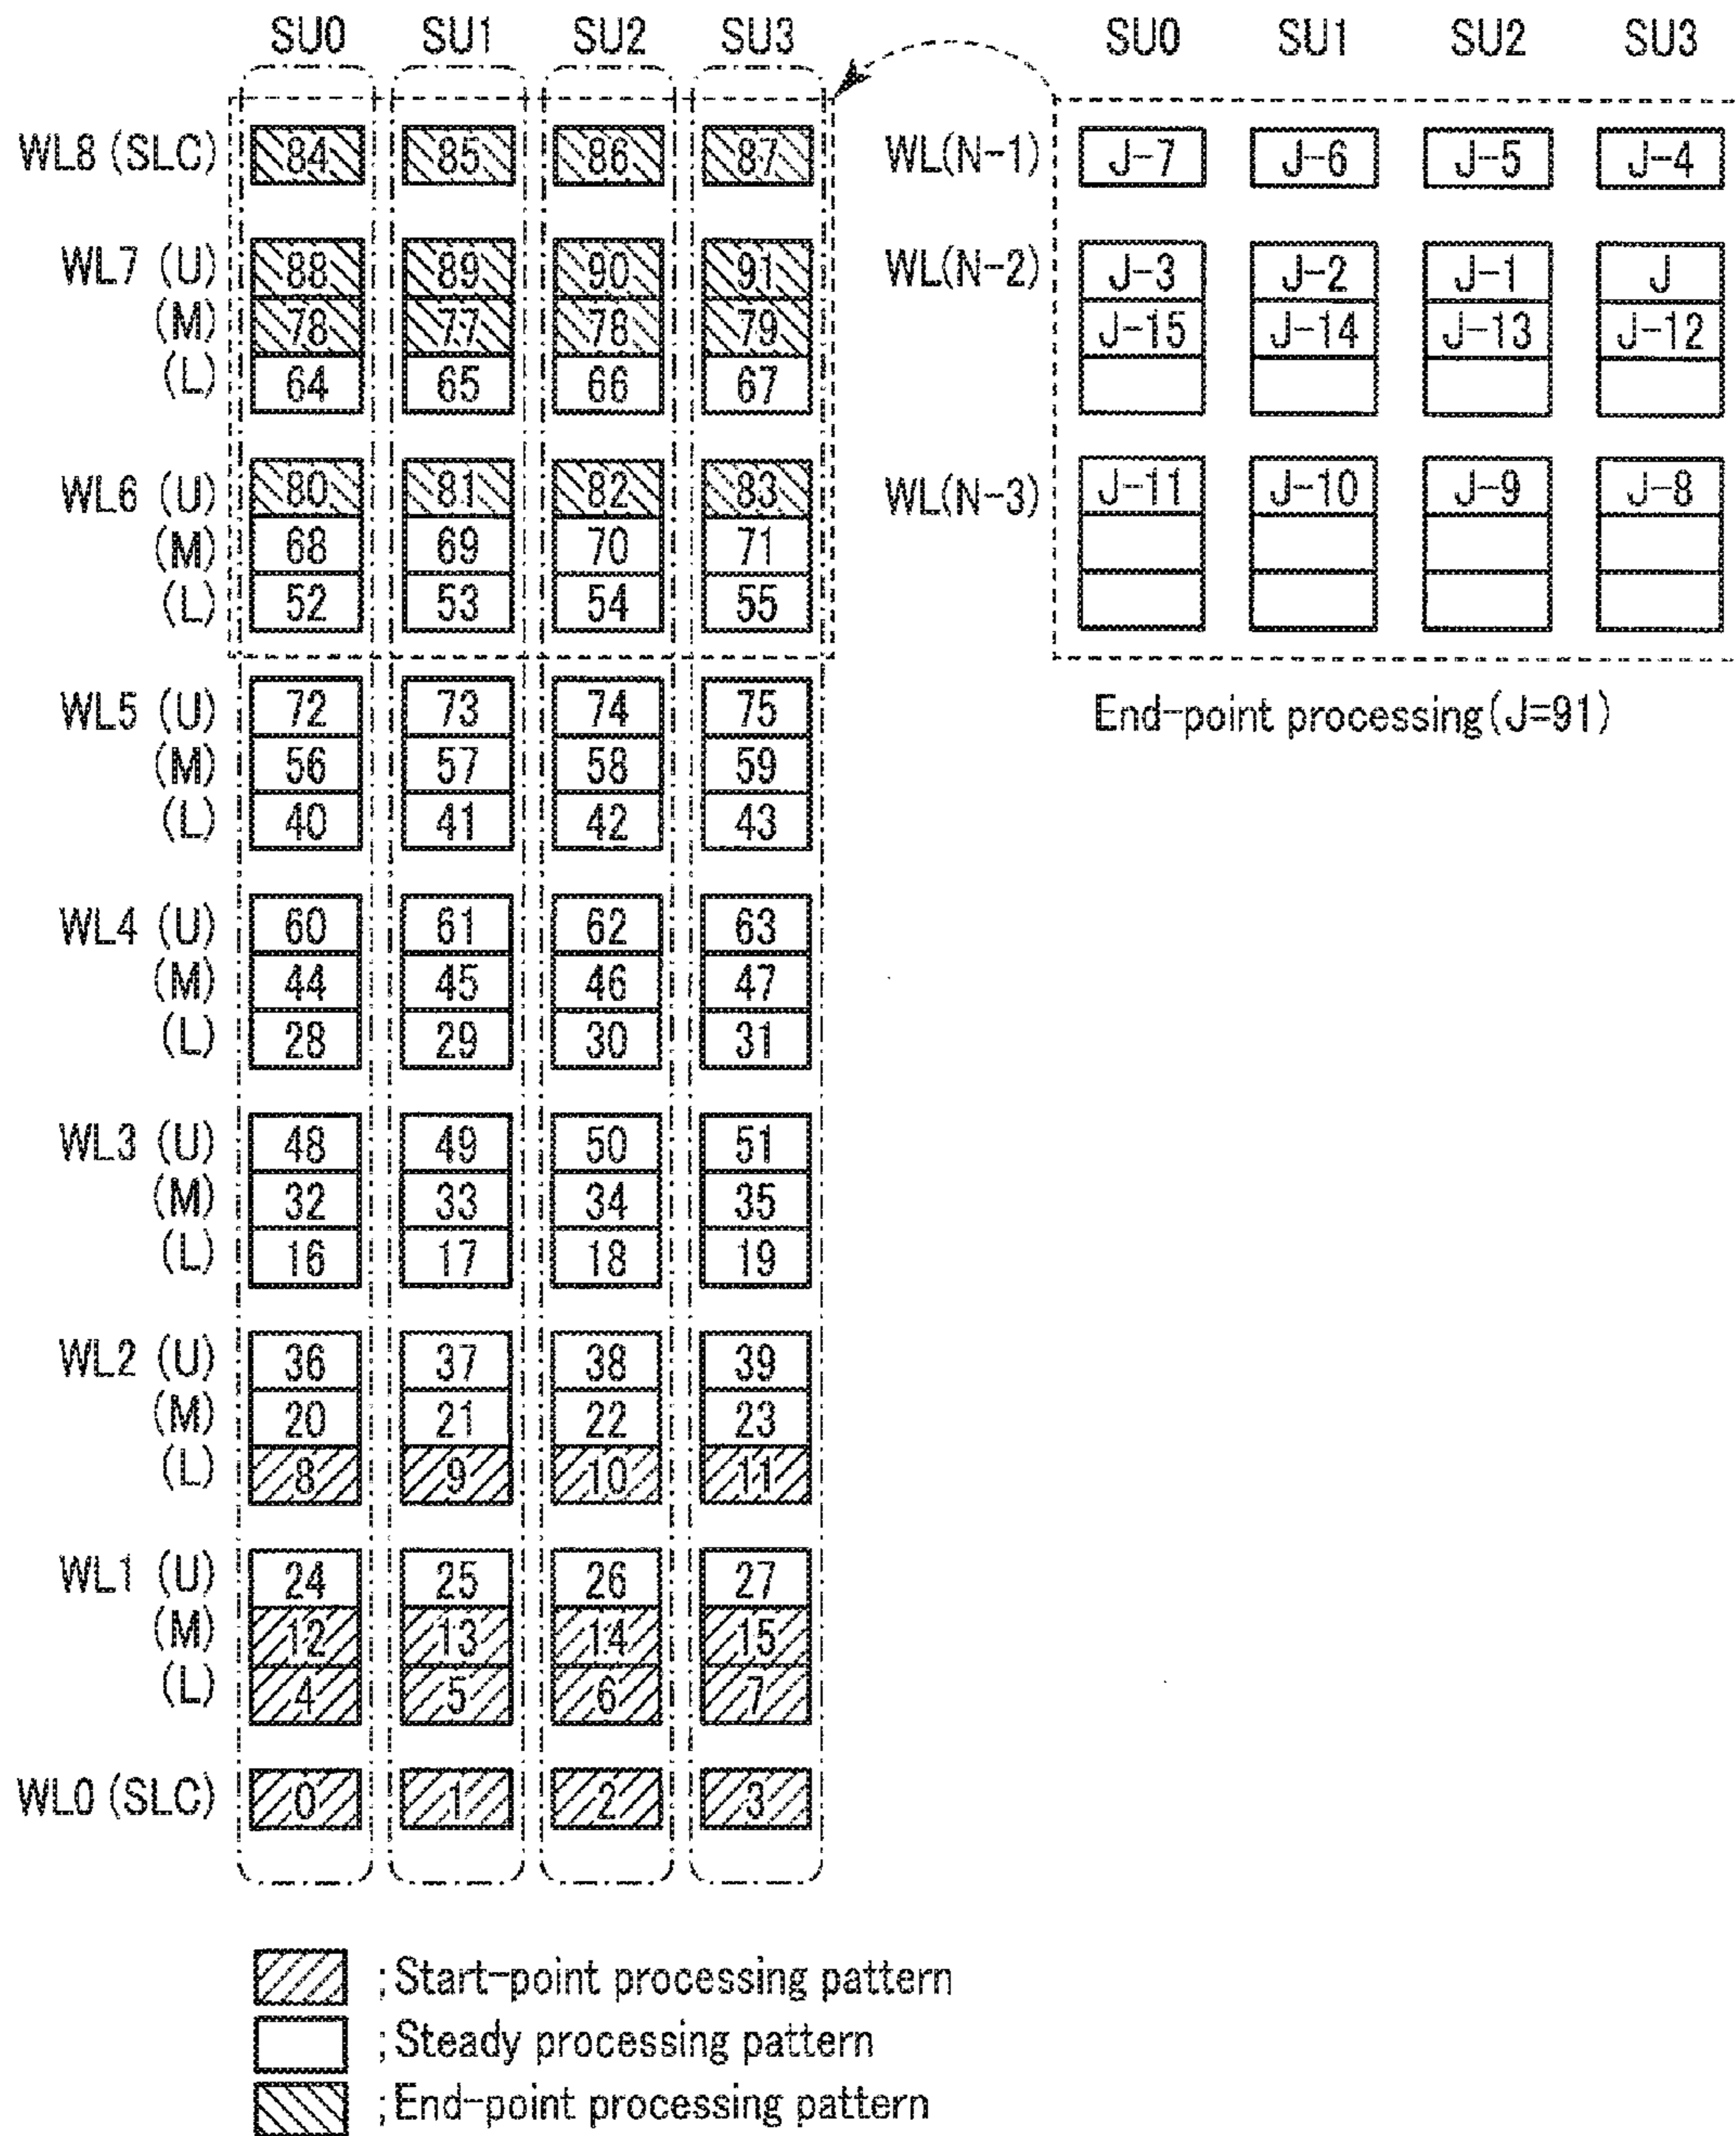 SU0 SU1 SU2 SU3
WL8 (SLC) 84 85 86 87
WL7 (U) 88 89 90 91
(M) 78 77 78 79
(L) 64 65 66 67
WL6 (U) 80 81 82 83
(M) 68 69 70 71
(L) 52 53 54 55
WL5 (U) 72 73 74 75
(M) 56 57 58 59
(L) 40 41 42 43
WL4 (U) 60 61 62 63
(M) 44 45 46 47
(L) 28 29 30 31
WL3 (U) 48 49 50 51
(M) 32 33 34 35
(L) 16 17 18 19
WL2 (U) 36 37 38 39
(M) 20 21 22 23
(L) 8 9 10 11
WL1 (U) 24 25 26 27
(M) 12 13 14 15
(L) 4 5 6 7
WL0 (SLC) 0 1 2 3
SU0 SU1 SU2 SU3
WL(N-1) J-7 J-6 J-5 J-4
WL(N-2) J-3 J-2 J-1 J
J-15 J-14 J-13 J-12
WL(N-3) J-11 J-10 J-9 J-8
End-point processing(J=91)
;Start-point processing pattern
;Steady processing pattern
;End-point processing pattern